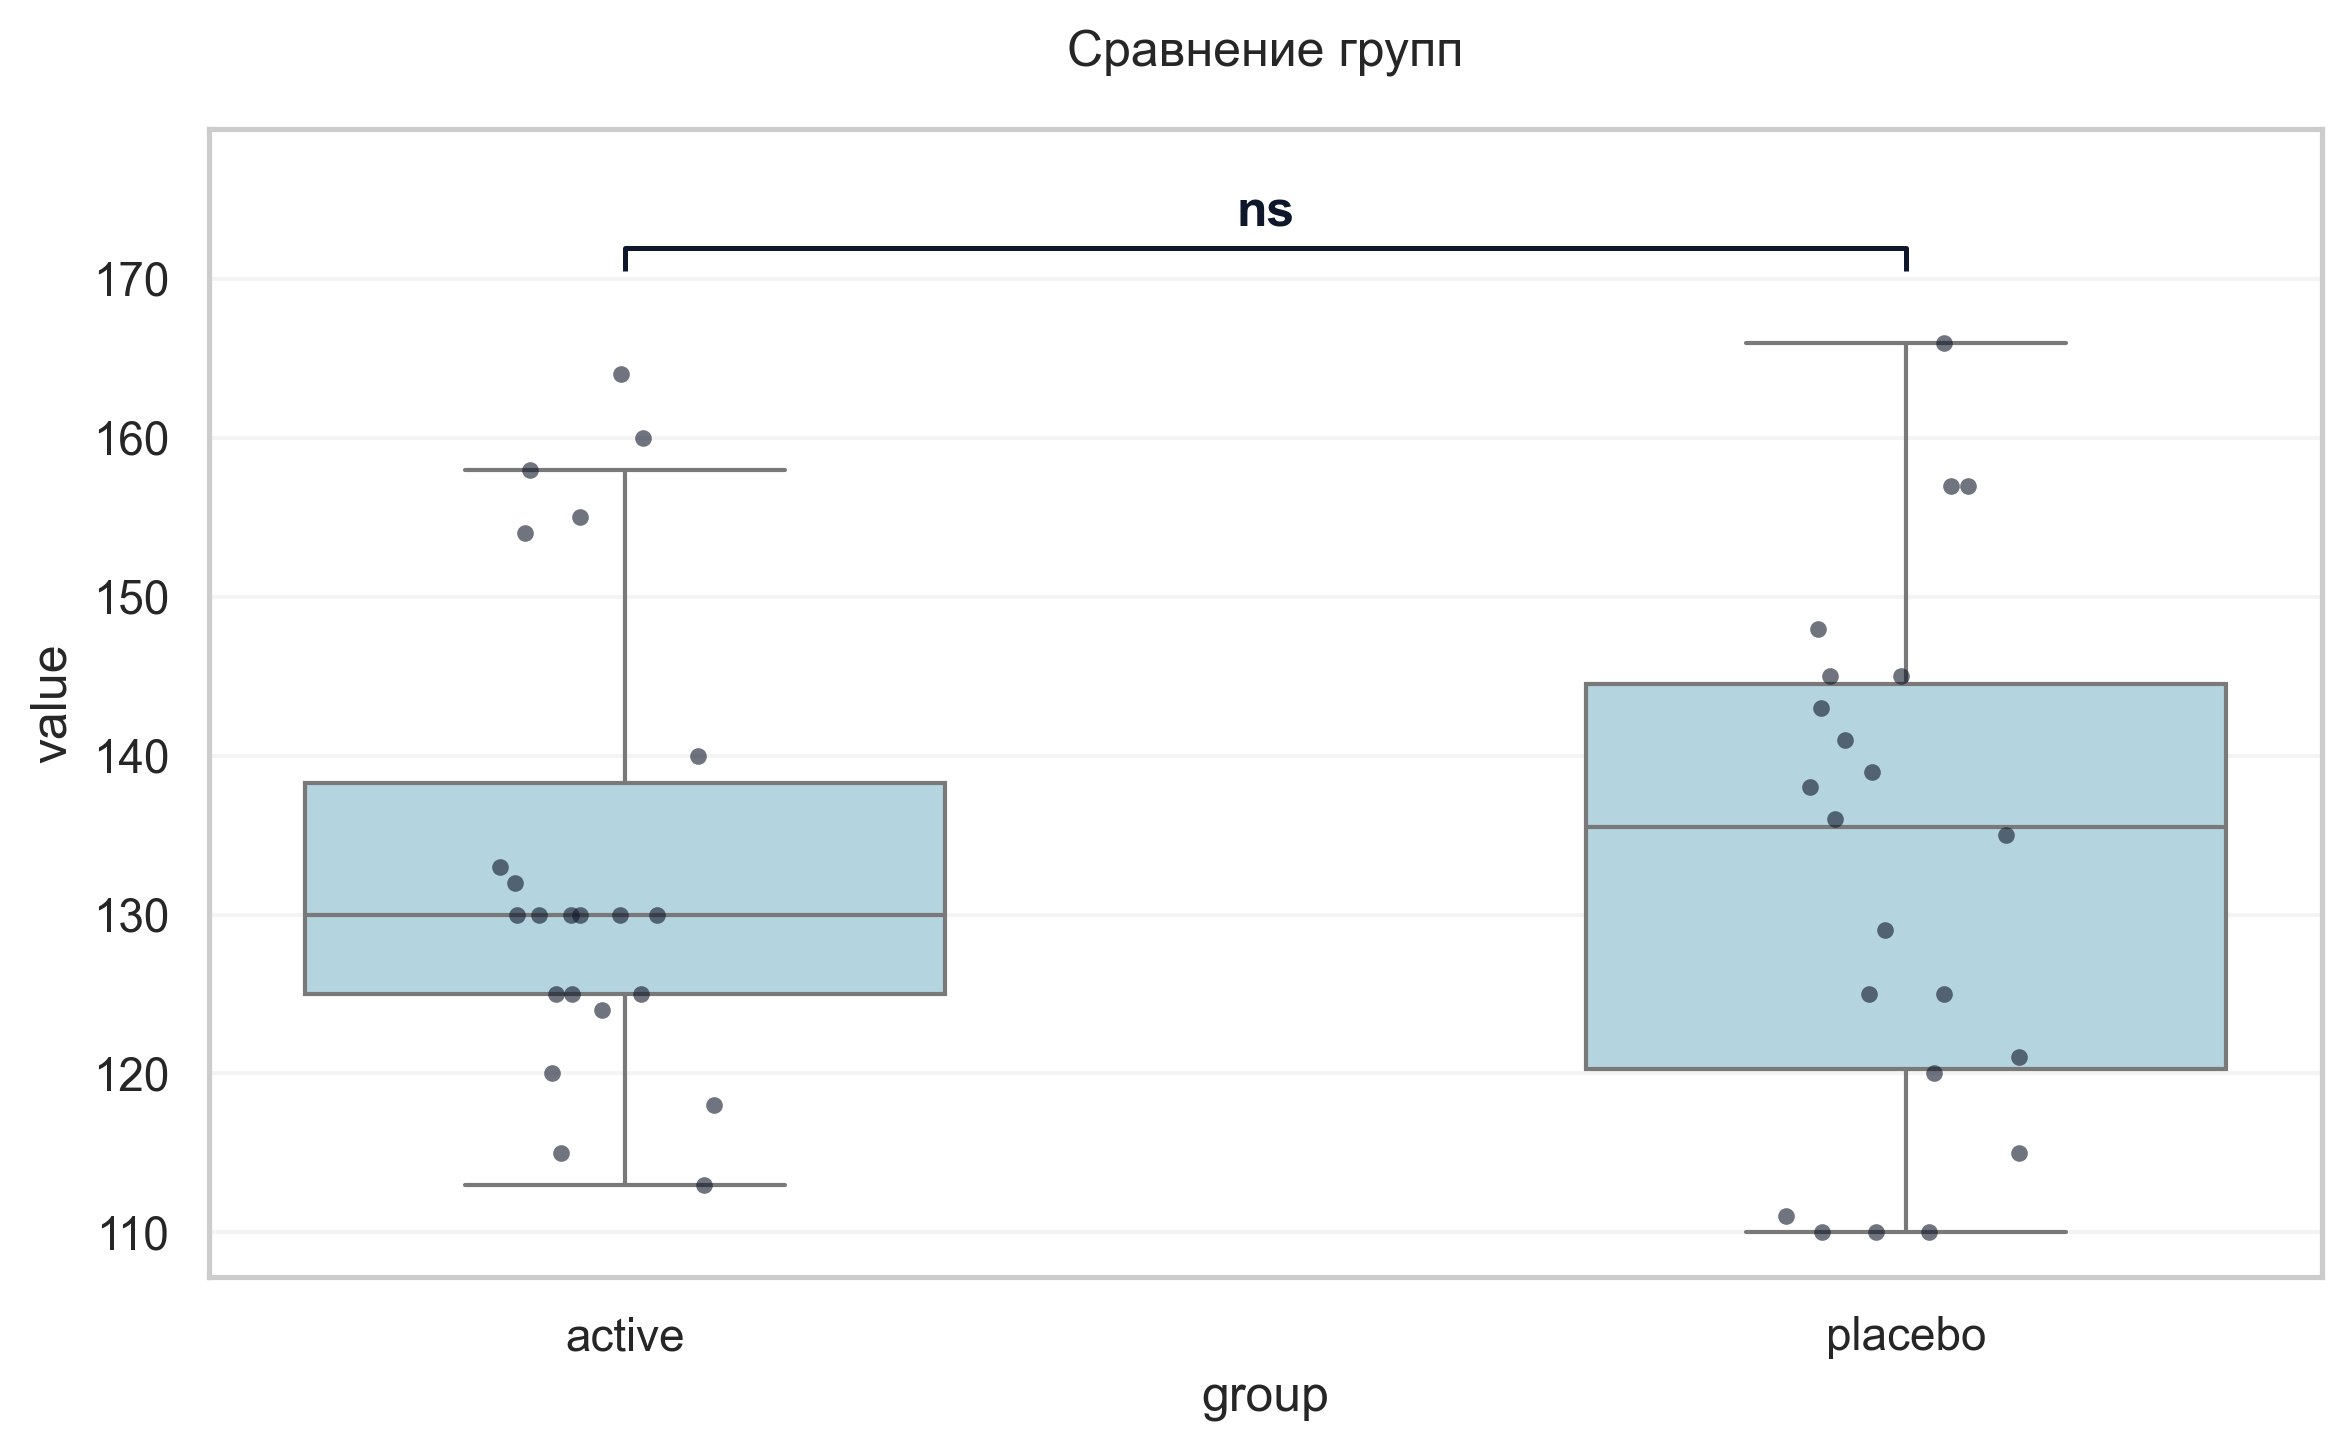 Сравнение групп
ns
170
160
150
140
130
120
110
value
active
placebo
group